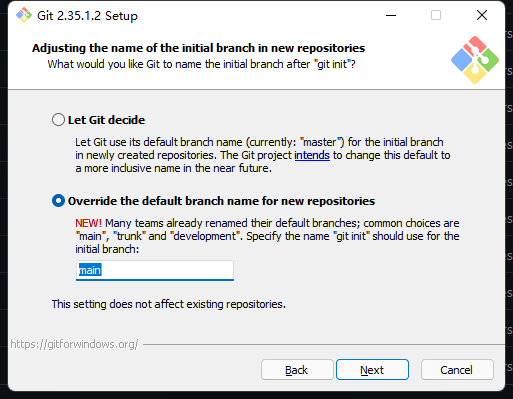 Git 2.35.1.2 Setup
Adjusting the name of the initial branch in new repositories
What would you like Git to name the initial branch after "git init"?
Let Git decide
Let Git use its default branch name (currently: "master") for the initial branch
in newly created repositories. The Git project intends to change this default to
a more inclusive name in the near future.
Override the default branch name for new repositories
NEW! Many teams already renamed their default branches; common choices are
"main", "trunk" and "development". Specify the name "git init" should use for the
initial branch:
main
This setting does not affect existing repositories.
https://gitforwindows.org/
Back
Next
Cancel